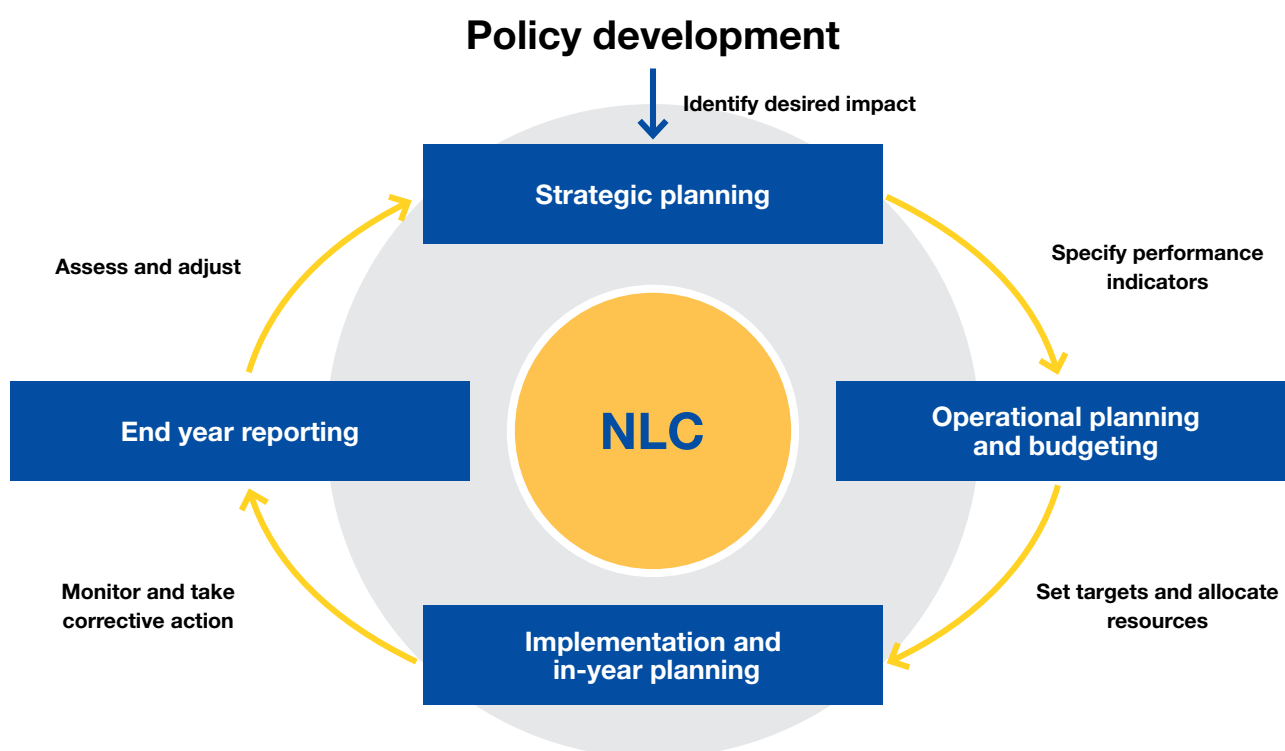 Policy development
Identify desired impact
Strategic planning
Assess and adjust
Specify performance
indicators
End year reporting
NLC
Operational planning
and budgeting
Monitor and take
corrective action
Set targets and allocate
resources
Implementation and
in-year planning